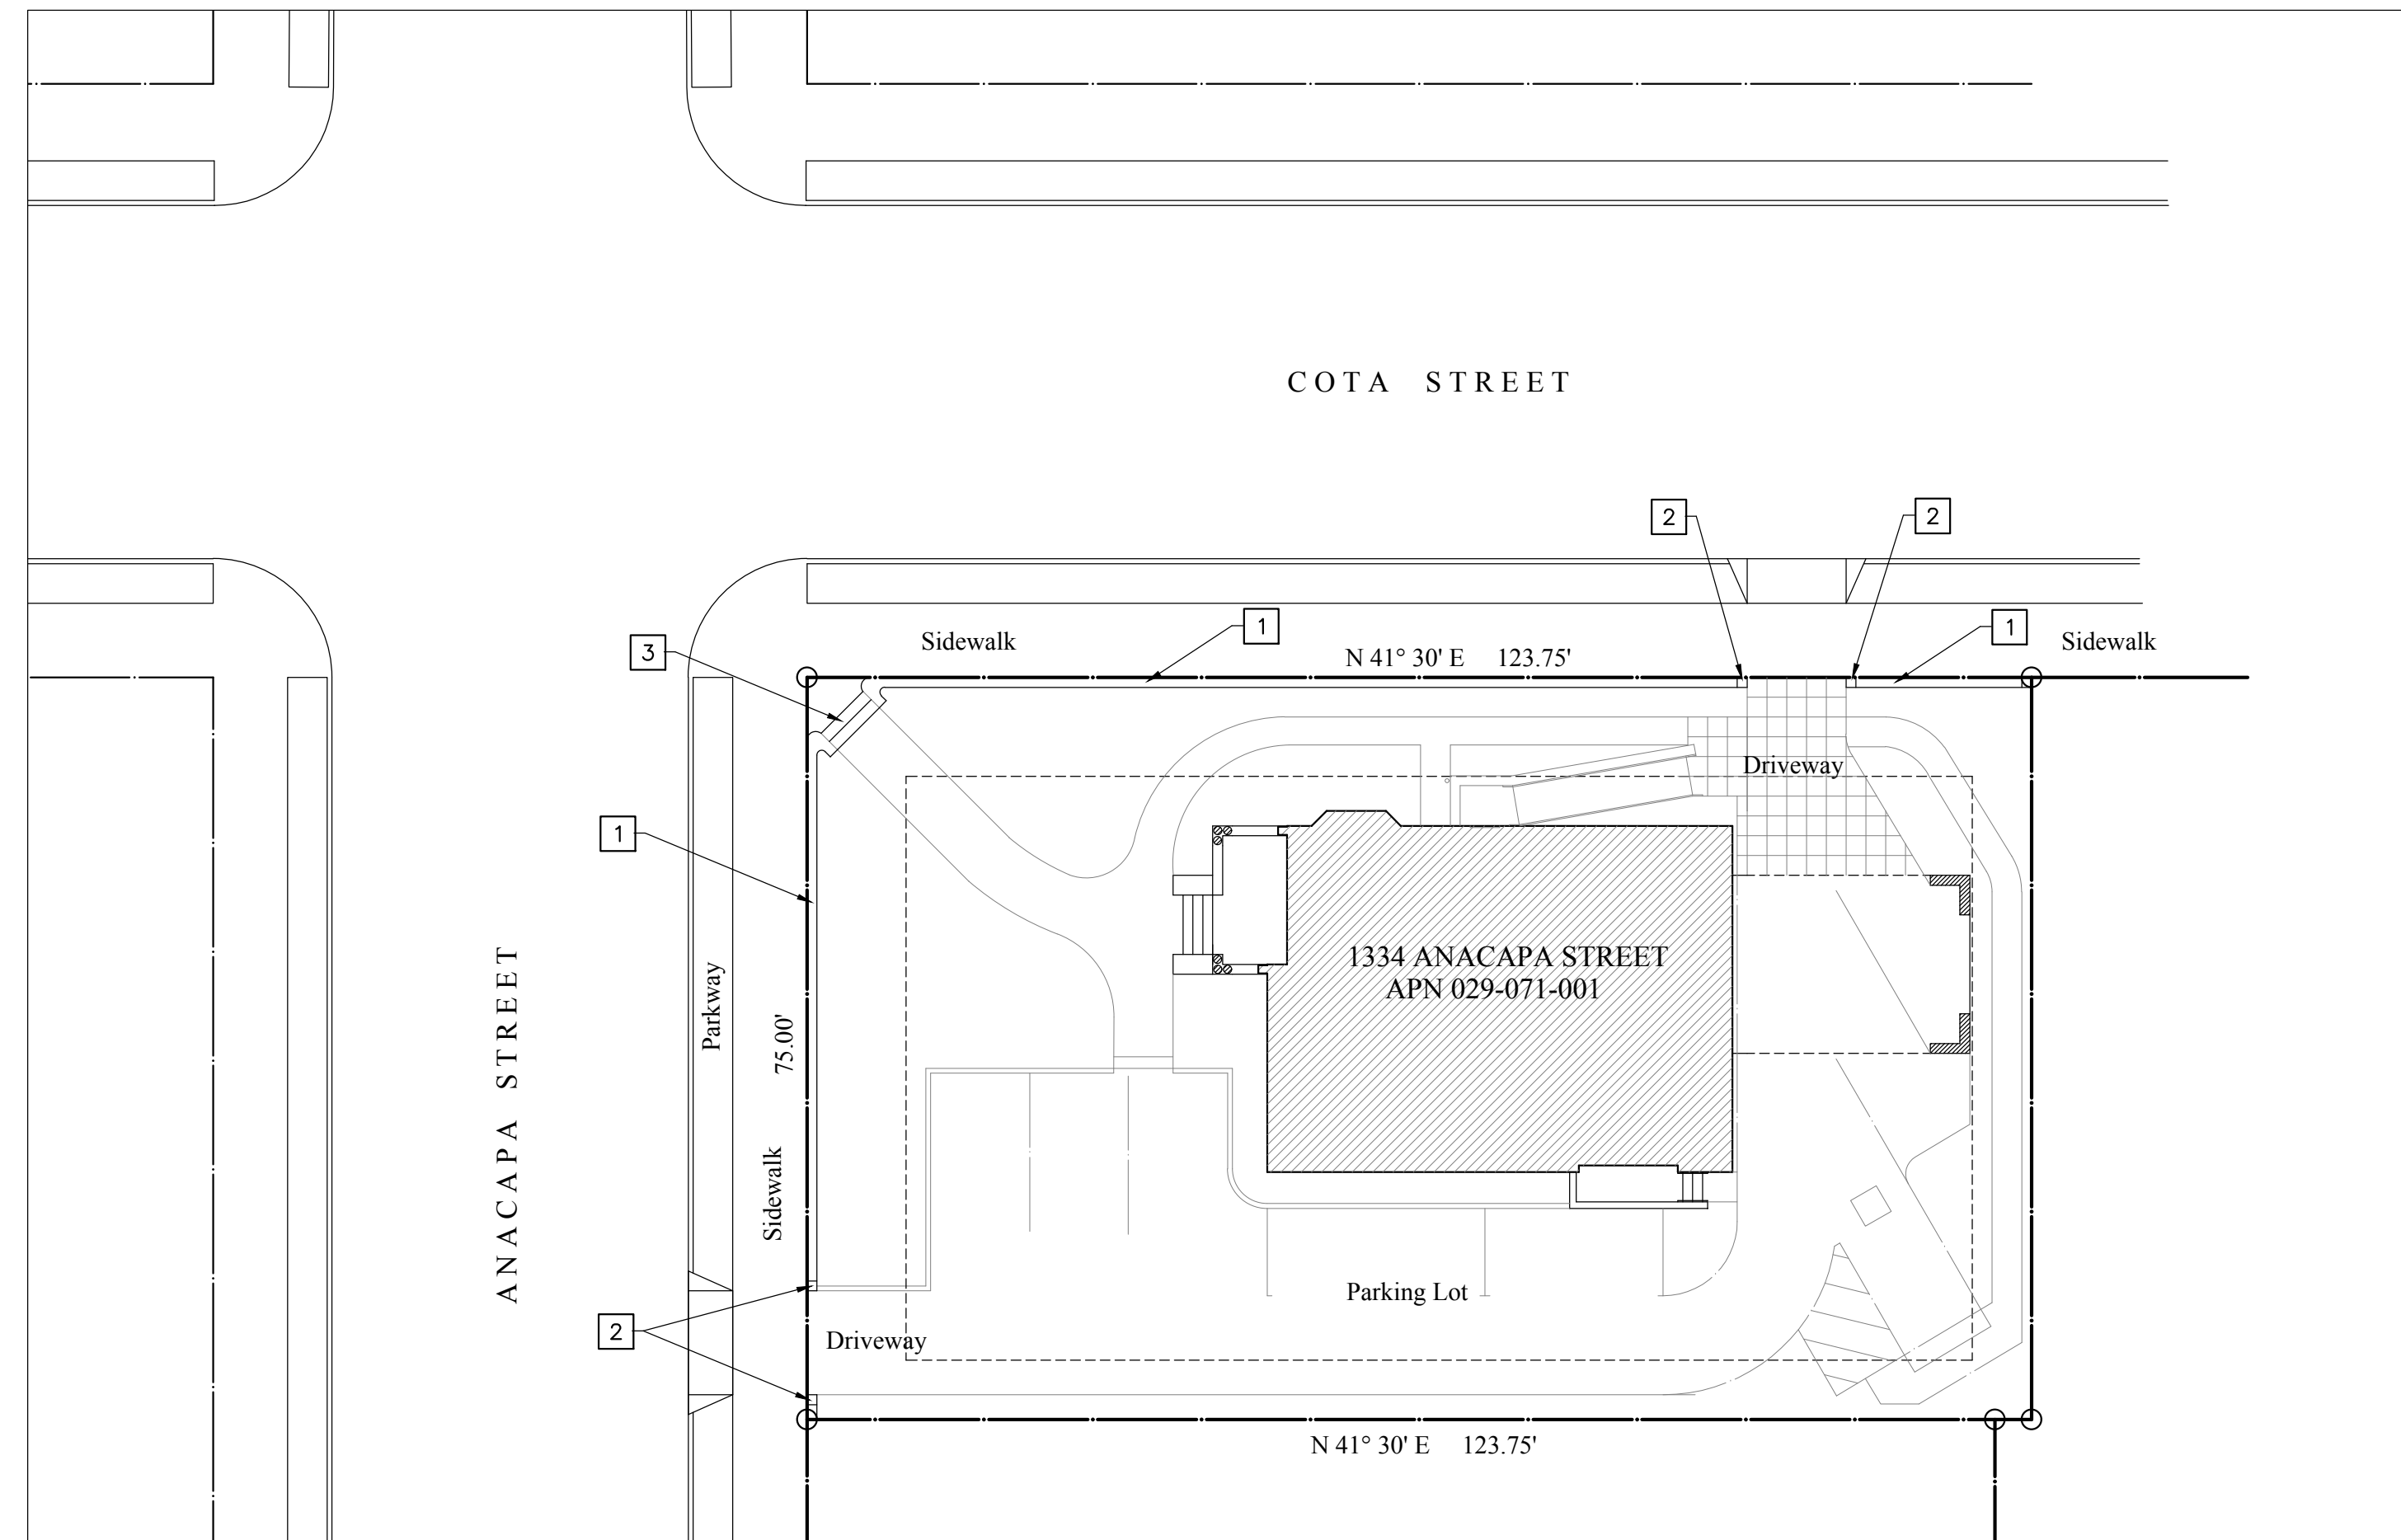 COTA STREET
2
2
1
1
3
Sidewalk
Sidewalk
N 41° 30' E 123.75'
Driveway
1
1334 ANACAPA STREET
APN 029-071-001
ANACAPA STREET
Parkway
75.00'
Sidewalk
Parking Lot
2
Driveway
N 41° 30' E 123.75'